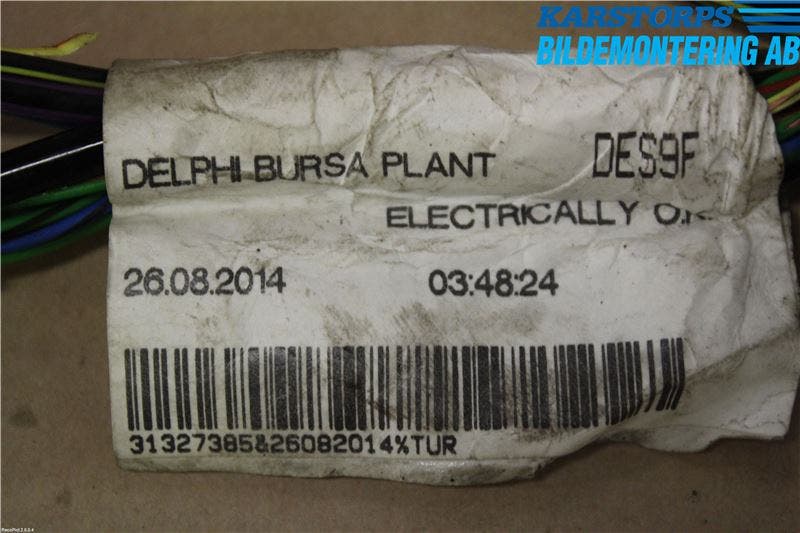 KARSTORPS
BILDEMONTERING AB
DELPHI BURSA PLANT DES9F
ELECTRICALLY O.K.
26.08.2014 03:48:24
31327385&26082014%TUR